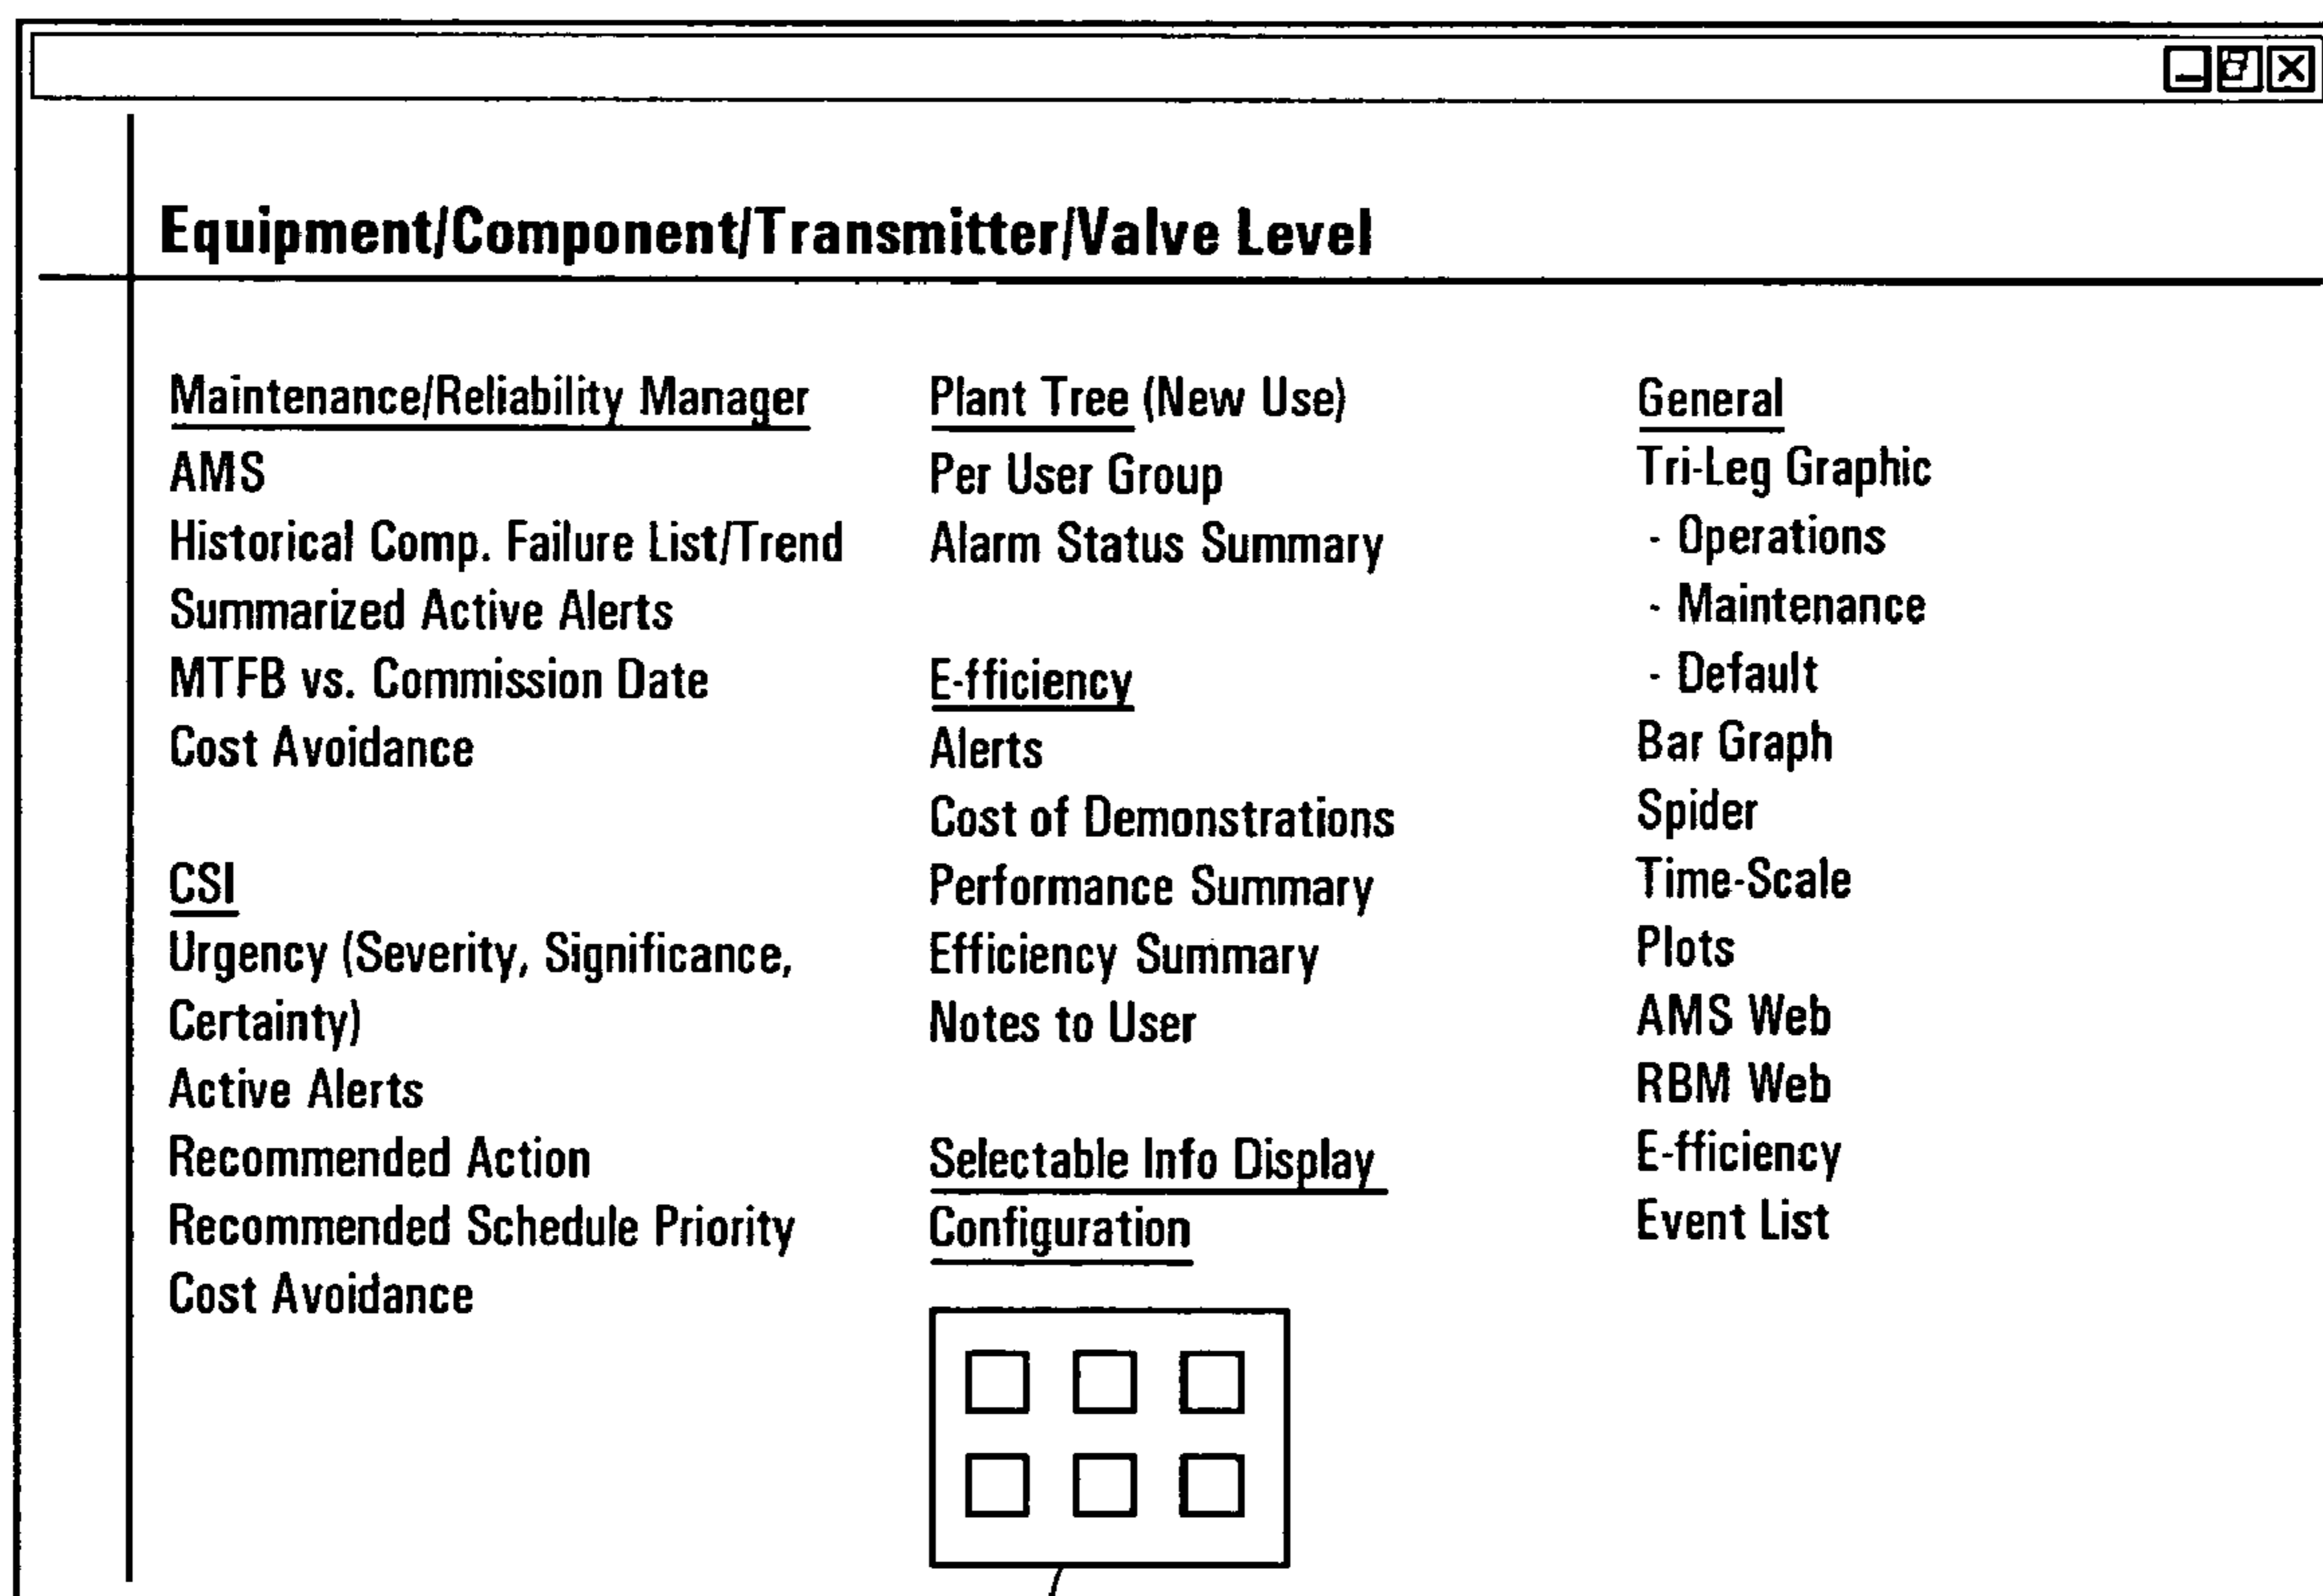 Equipment/Component/Transmitter/Valve Level
Maintenance/Reliability Manager
AMS
Historical Comp. Failure List/Trend
Summarized Active Alerts
MTFB vs. Commission Date
Cost Avoidance
CSI
Urgency (Severity, Significance,
Certainty)
Active Alerts
Recommended Action
Recommended Schedule Priority
Cost Avoidance
Plant Tree (New Use)
Per User Group
Alarm Status Summary
E-fficiency
Alerts
Cost of Demonstrations
Performance Summary
Efficiency Summary
Notes to User
Selectable Info Display
Configuration
General
Tri-Leg Graphic
- Operations
- Maintenance
- Default
Bar Graph
Spider
Time-Scale
Plots
AMS Web
RBM Web
E-fficiency
Event List